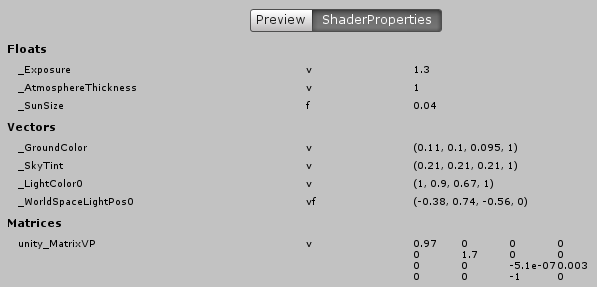 Preview ShaderProperties
Floats
_Exposure v 1.3
_AtmosphereThickness v 1
_SunSize f 0.04
Vectors
_GroundColor v (0.11, 0.1, 0.095, 1)
_SkyTint v (0.21, 0.21, 0.21, 1)
_LightColor0 v (1, 0.9, 0.67, 1)
_WorldSpaceLightPos0 vf (-0.38, 0.74, -0.56, 0)
Matrices
unity_MatrixVP v 0.97 0 0 0
0 1.7 0 0
0 0 -5.1e-07 0.003
0 0 -1 0